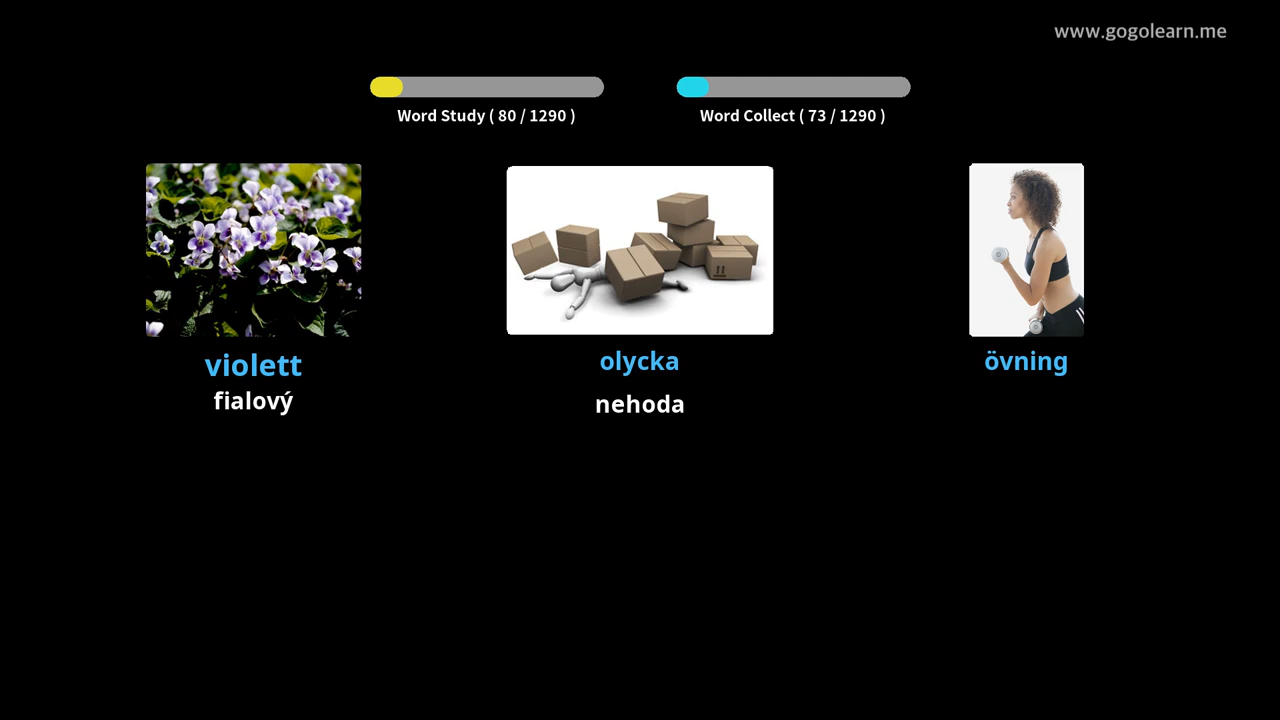 www.gogolearn.me
Word Study ( 80 / 1290 )
Word Collect ( 73 / 1290 )
violett
fialový
olycka
nehoda
övning